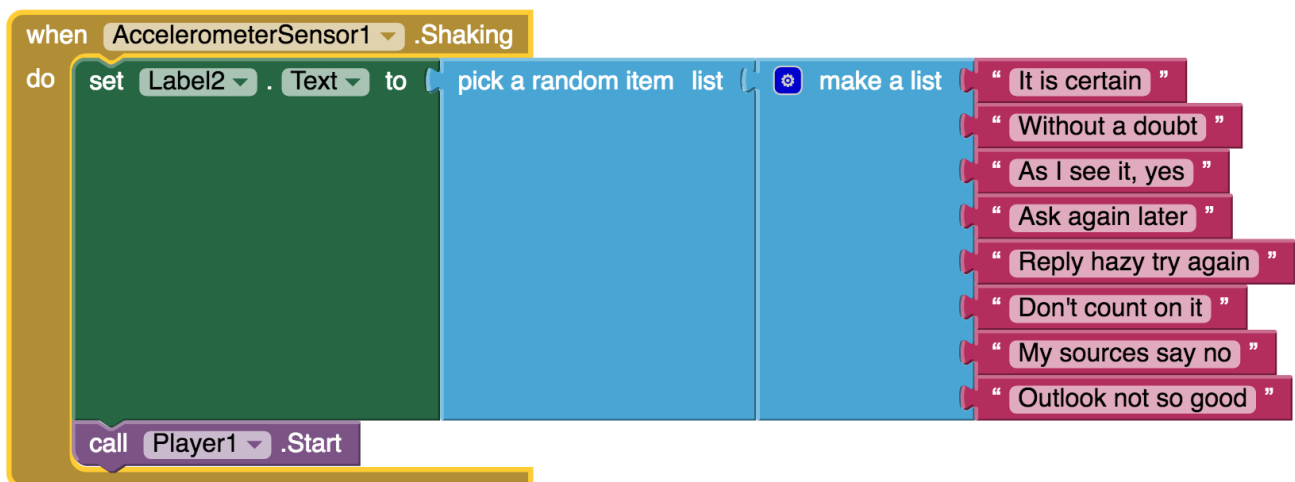 when AccelerometerSensor1 .Shaking
do set Label2 . Text to pick a random item list make a list “ It is certain ”
“ Without a doubt ”
“ As I see it, yes ”
“ Ask again later ”
“ Reply hazy try again ”
“ Don't count on it ”
“ My sources say no ”
“ Outlook not so good ”
call Player1 .Start